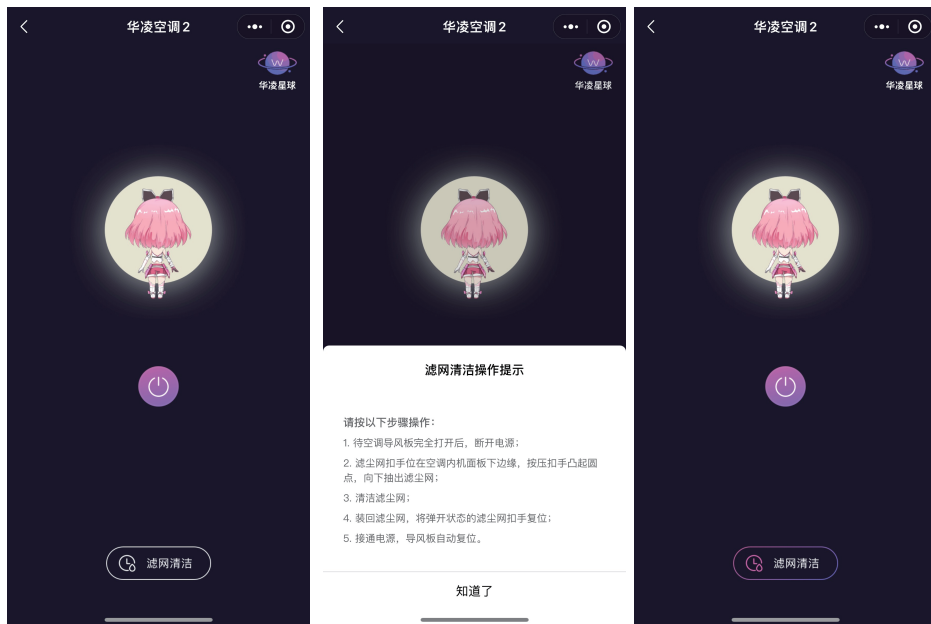 华凌空调2
W
华凌星球
滤网清洁
华凌空调2
W
华凌星球
滤网清洁操作提示
请按以下步骤操作：
1. 待空调导风板完全打开后，断开电源；
2. 滤尘网扣手位在空调内机面板下边缘，按压扣手凸起圆
点，向下抽出滤尘网；
3. 清洁滤尘网；
4. 装回滤尘网，将弹开状态的滤尘网扣手复位；
5. 接通电源，导风板自动复位。
知道了
华凌空调2
W
华凌星球
滤网清洁